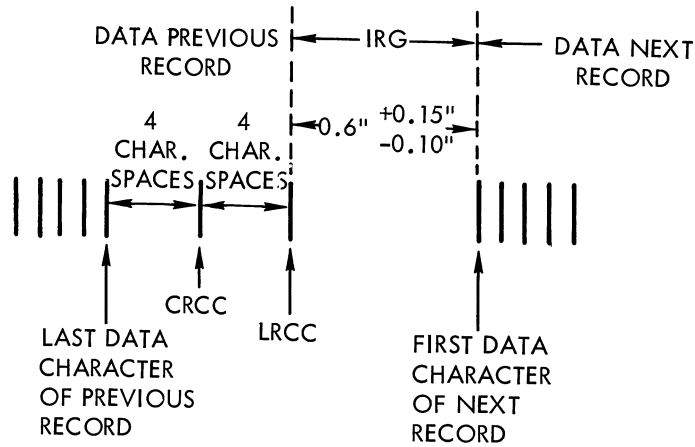 DATA PREVIOUS
RECORD
IRG
DATA NEXT
RECORD
0.6" +0.15"
-0.10"
4
CHAR.
SPACES
4
CHAR.
SPACES
CRCC
LRCC
LAST DATA
CHARACTER
OF PREVIOUS
RECORD
FIRST DATA
CHARACTER
OF NEXT
RECORD